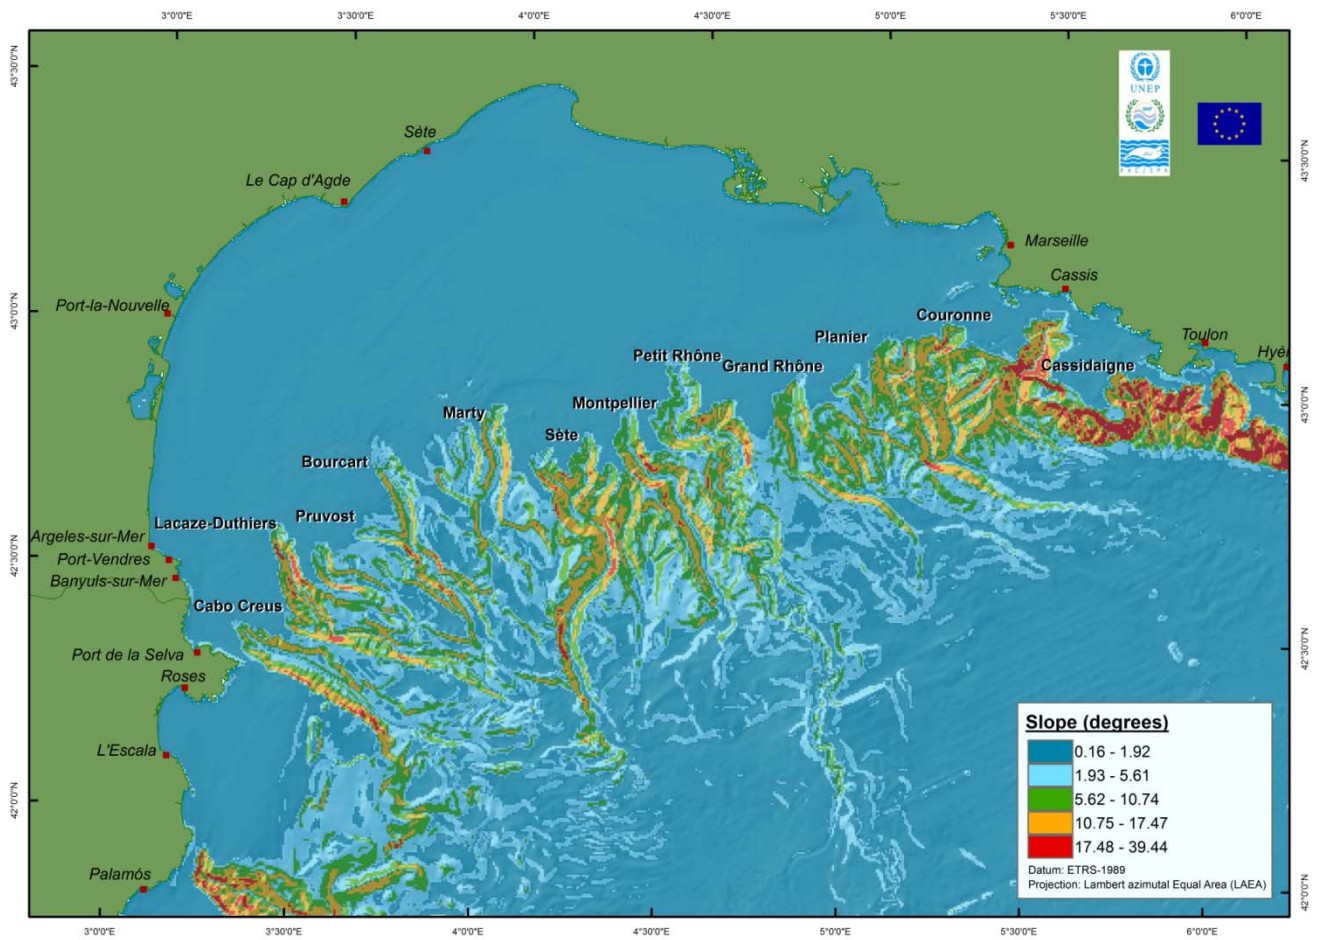 3°0'0"E 3°30'0"E 4°0'0"E 4°30'0"E 5°0'0"E 5°30'0"E 6°0'0"E
43°30'0"N
UNEP
RAC/SPA
Sète
43°30'0"N
Le Cap d'Agde
Marseille
Cassis
Port-la-Nouvelle
43°0'0"N
Couronne
Toulon
Planier
Hyèr
Petit Rhône
Grand Rhône
Cassidaigne
Montpellier
Marty
43°0'0"N
Sète
Bourcart
Pruvost
Lacaze-Duthiers
Argeles-sur-Mer
Port-Vendres
42°30'0"N
Banyuls-sur-Mer
Cabo Creus
Port de la Selva
42°30'0"N
Roses
Slope (degrees)
L'Escala
0.16 - 1.92
1.93 - 5.61
42°0'0"N
5.62 - 10.74
10.75 - 17.47
17.48 - 39.44
Palamós
Datum: ETRS-1989
Projection: Lambert azimutal Equal Area (LAEA)
42°0'0"N
3°0'0"E 3°30'0"E 4°0'0"E 4°30'0"E 5°0'0"E 5°30'0"E 6°0'0"E